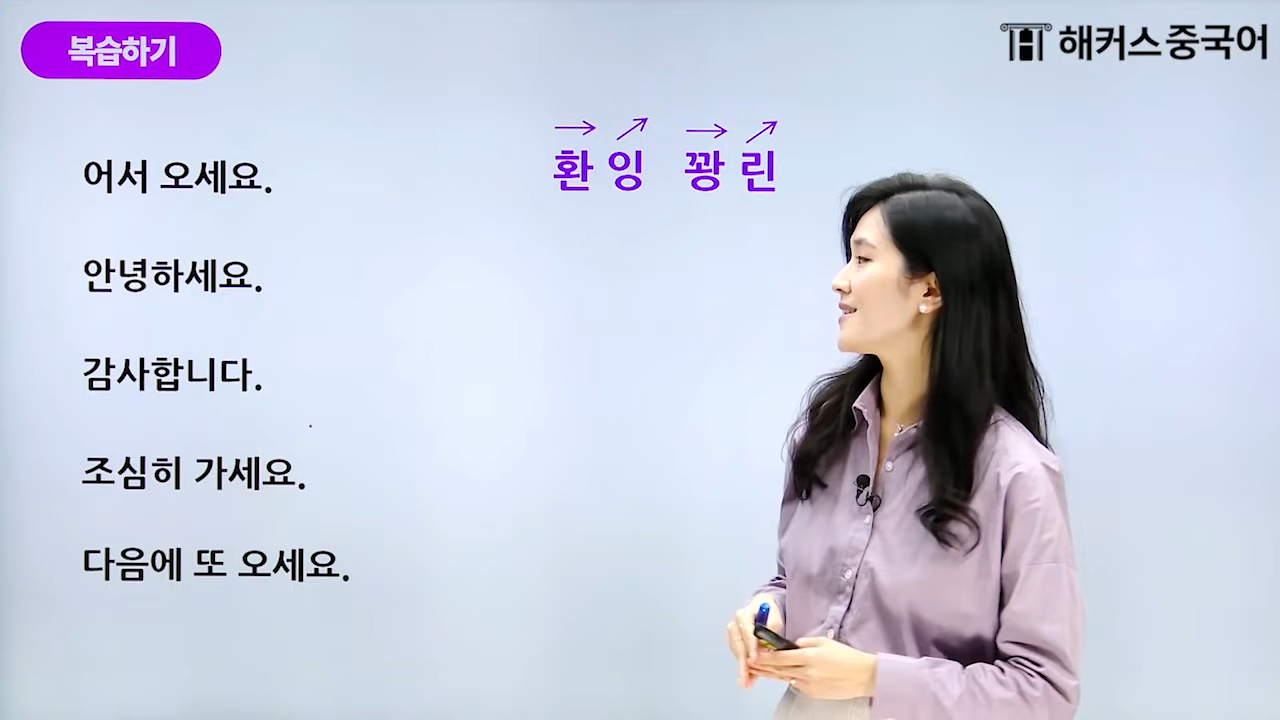 복습하기
해커스중국어
환잉 꽝린
어서 오세요.
안녕하세요.
감사합니다.
조심히 가세요.
다음에 또 오세요.